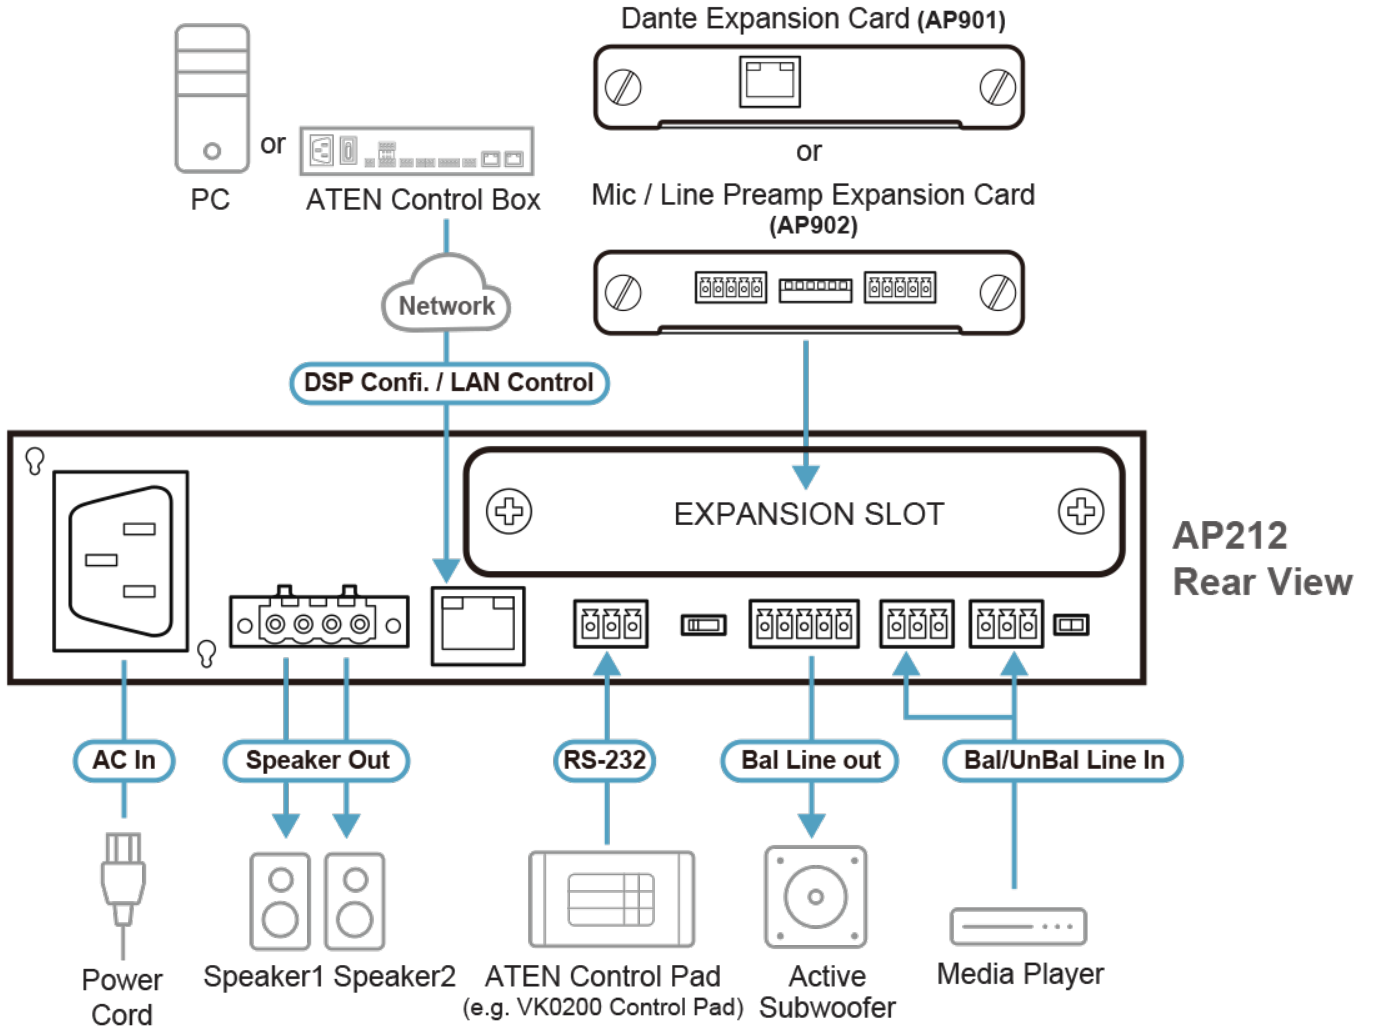 Dante Expansion Card (AP901)
or
PC
or
ATEN Control Box
Mic / Line Preamp Expansion Card
(AP902)
Network
DSP Confi. / LAN Control
EXPANSION SLOT
AP212
Rear View
AC In
Speaker Out
RS-232
Bal Line out
Bal/UnBal Line In
Power
Cord
Speaker1 Speaker2
ATEN Control Pad
(e.g. VK0200 Control Pad)
Active
Subwoofer
Media Player